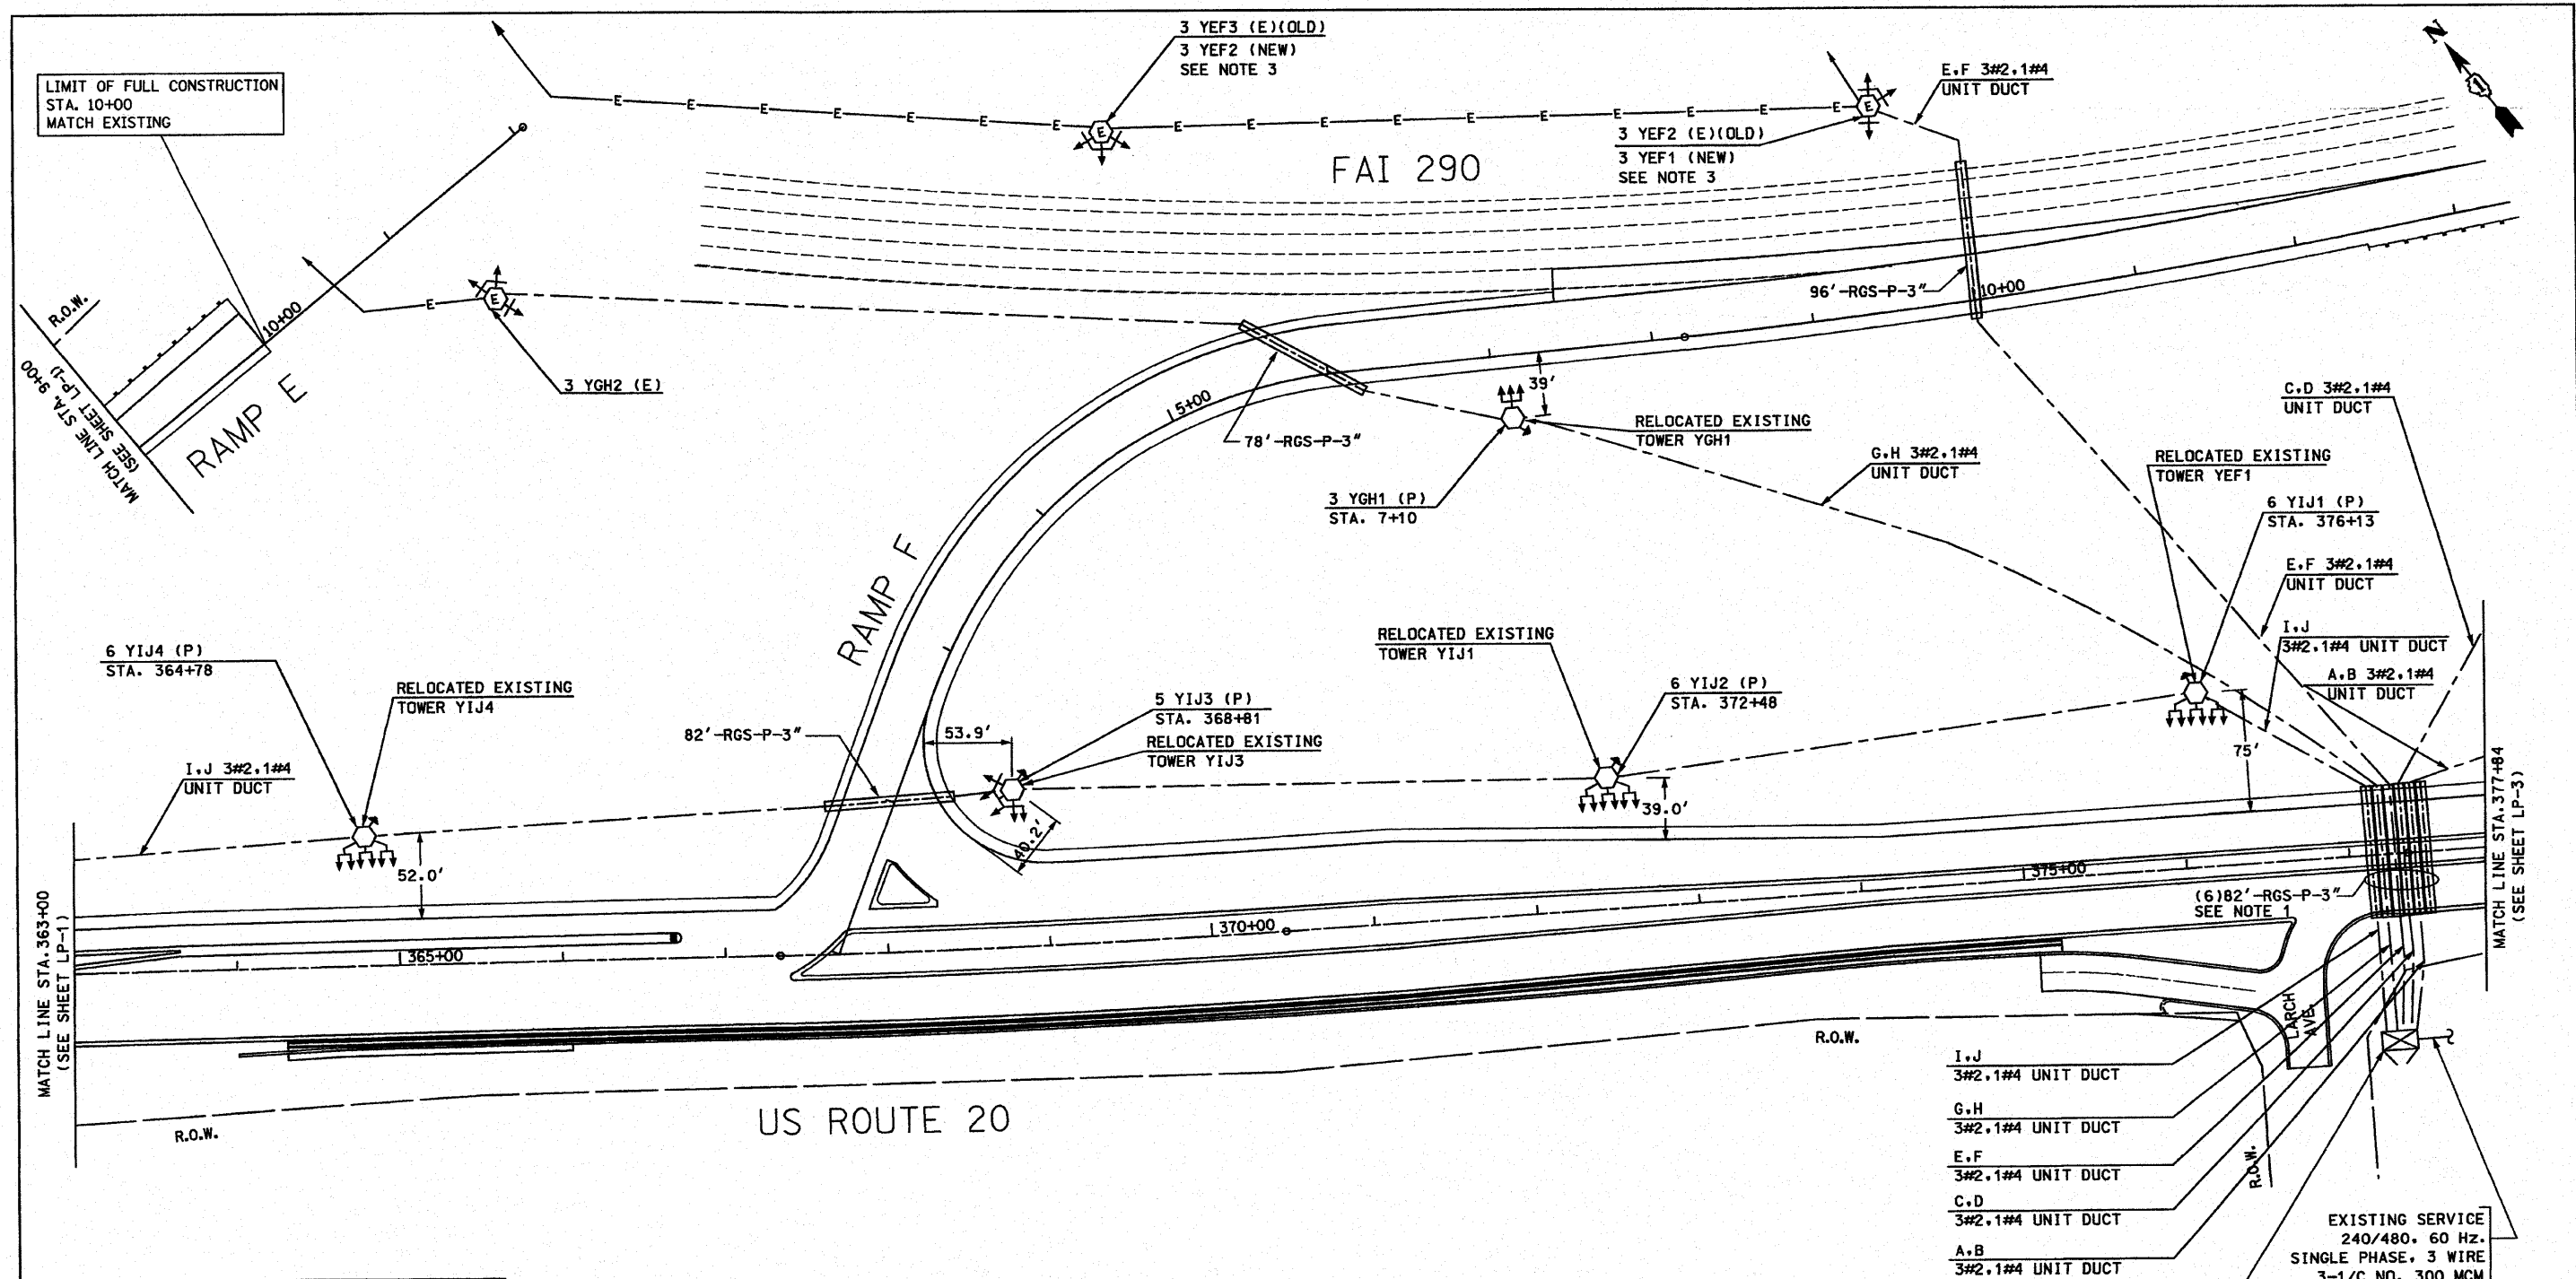 3 YEF3 (E)(OLD)
3 YEF2 (NEW)
SEE NOTE 3
N
LIMIT OF FULL CONSTRUCTION
STA. 10+00
MATCH EXISTING
E,F 3#2,1#4
UNIT DUCT
E E E E E E E E E E E E E E E E E E
3 YEF2 (E)(OLD)
3 YEF1 (NEW)
SEE NOTE 3
FAI 290
R.O.W.
10+00
MATCH LINE STA. 9+00
(SEE SHEET LP-1)
RAMP E
E E
3 YGH2 (E)
96'-RGS-P-3"
10+00
5+00
78'-RGS-P-3"
39'
RELOCATED EXISTING
TOWER YGH1
3 YGH1 (P)
STA. 7+10
G,H 3#2,1#4
UNIT DUCT
C,D 3#2,1#4
UNIT DUCT
RELOCATED EXISTING
TOWER YEF1
6 YIJ1 (P)
STA. 376+13
E,F 3#2,1#4
UNIT DUCT
I,J
3#2,1#4 UNIT DUCT
A,B 3#2,1#4
UNIT DUCT
RAMP F
6 YIJ4 (P)
STA. 364+78
RELOCATED EXISTING
TOWER YIJ4
RELOCATED EXISTING
TOWER YIJ1
6 YIJ2 (P)
STA. 372+48
5 YIJ3 (P)
STA. 368+81
RELOCATED EXISTING
TOWER YIJ3
82'-RGS-P-3"
53.9'
I,J 3#2,1#4
UNIT DUCT
75'
39.0'
40.2'
52.0'
MATCH LINE STA.363+00
(SEE SHEET LP-1)
365+00
370+00
375+00
(6)82'-RGS-P-3"
SEE NOTE 1
MATCH LINE STA.377+84
(SEE SHEET LP-3)
LARCH
AVE.
R.O.W.
R.O.W.
US ROUTE 20
R.O.W.
I,J
3#2,1#4 UNIT DUCT
G,H
3#2,1#4 UNIT DUCT
E,F
3#2,1#4 UNIT DUCT
C,D
3#2,1#4 UNIT DUCT
A,B
3#2,1#4 UNIT DUCT
EXISTING SERVICE
240/480, 60 Hz.
SINGLE PHASE, 3 WIRE
3-1/C NO. 300 MCM